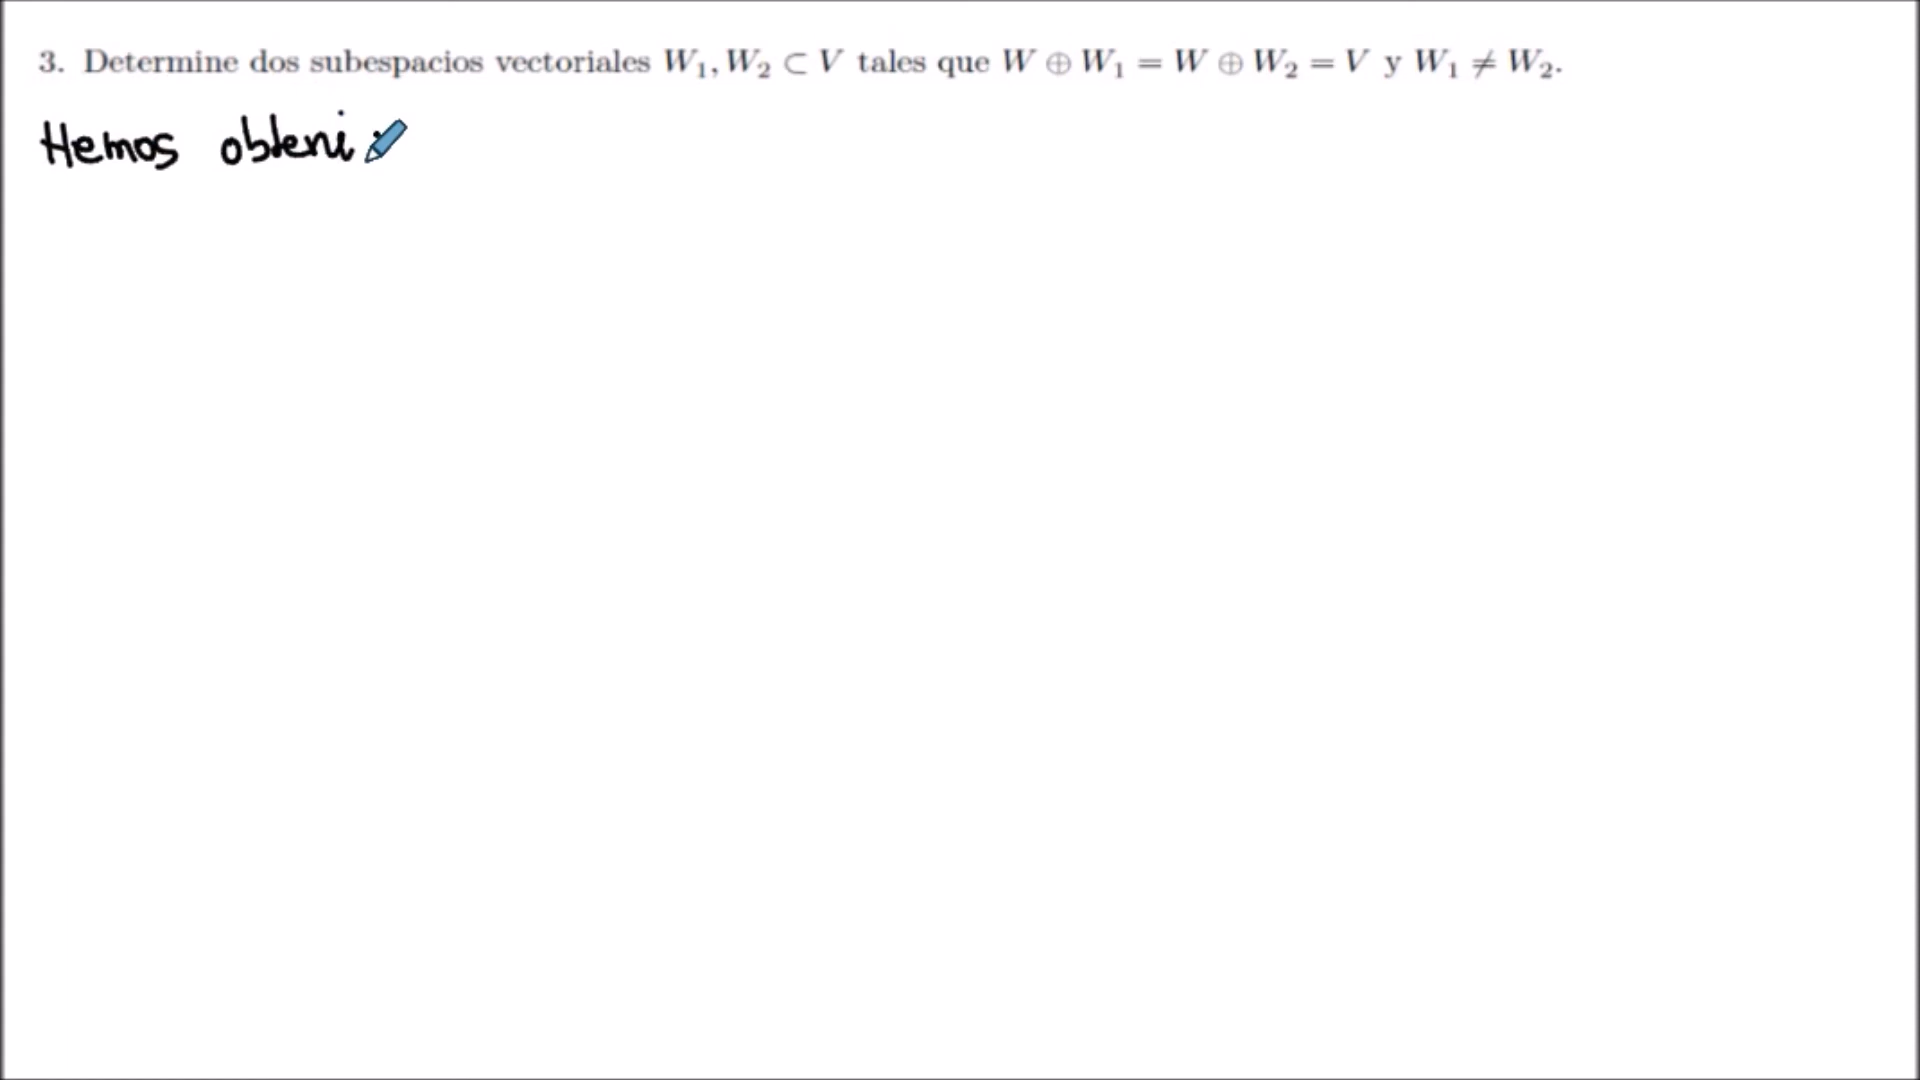 3. Determine dos subespacios vectoriales W₁, W₂ ⊂ V tales que W ⊕ W₁ = W ⊕ W₂ = V y W₁ ≠ W₂.
Hemos obteni